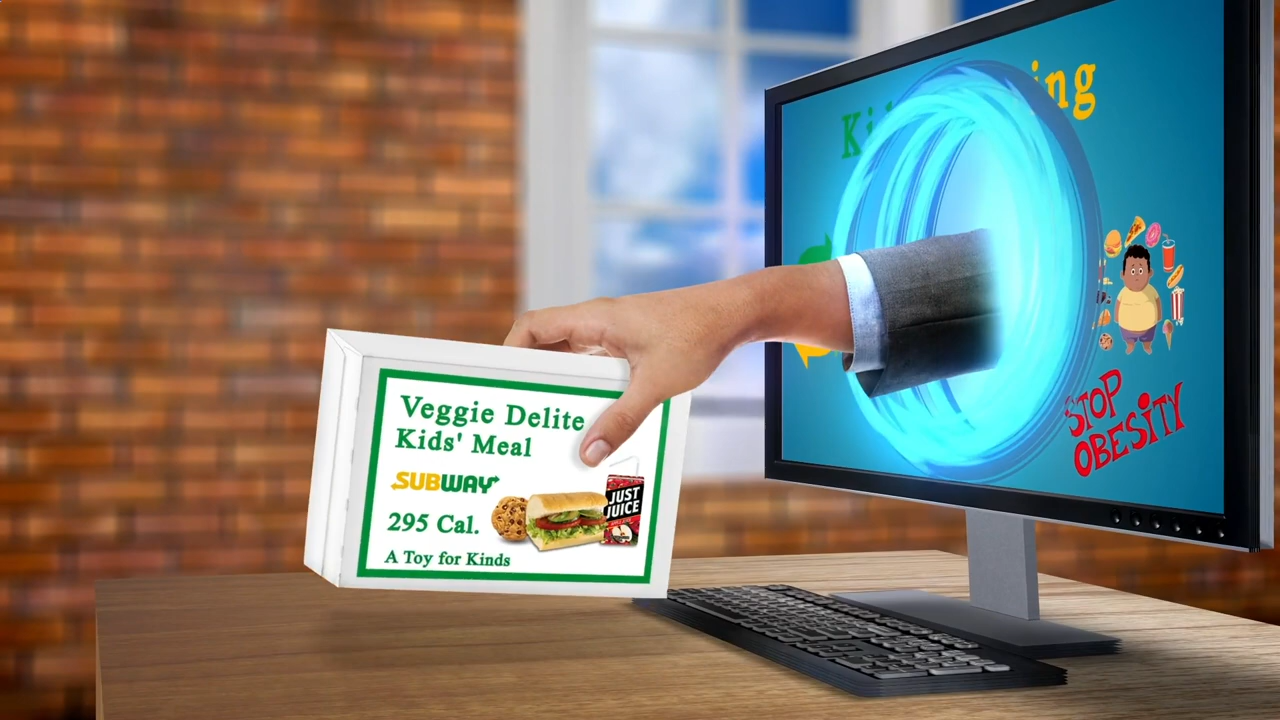 Veggie Delite
Kids' Meal
SUBWAY
295 Cal.
A Toy for Kinds
JUST
JUICE
STOP
OBESITY